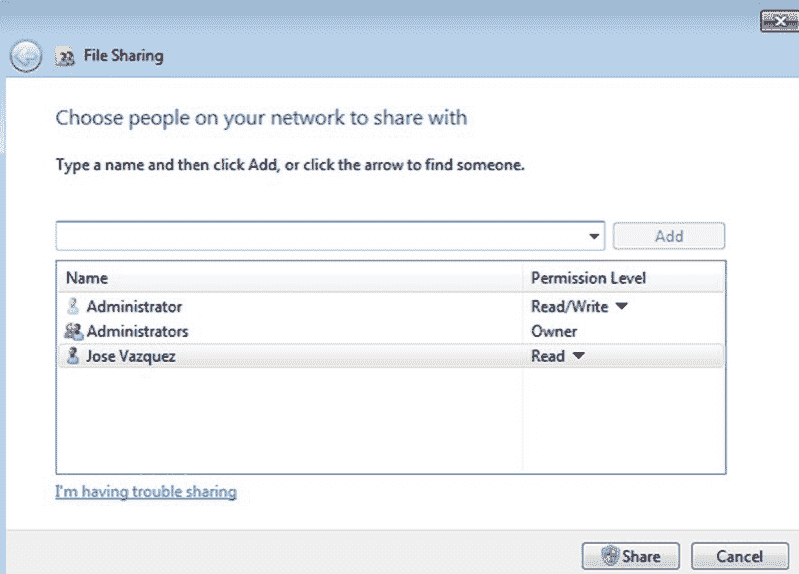 File Sharing
Choose people on your network to share with
Type a name and then click Add, or click the arrow to find someone.
Add
Name Permission Level
Administrator Read/Write
Administrators Owner
Jose Vazquez Read
I'm having trouble sharing
Share Cancel